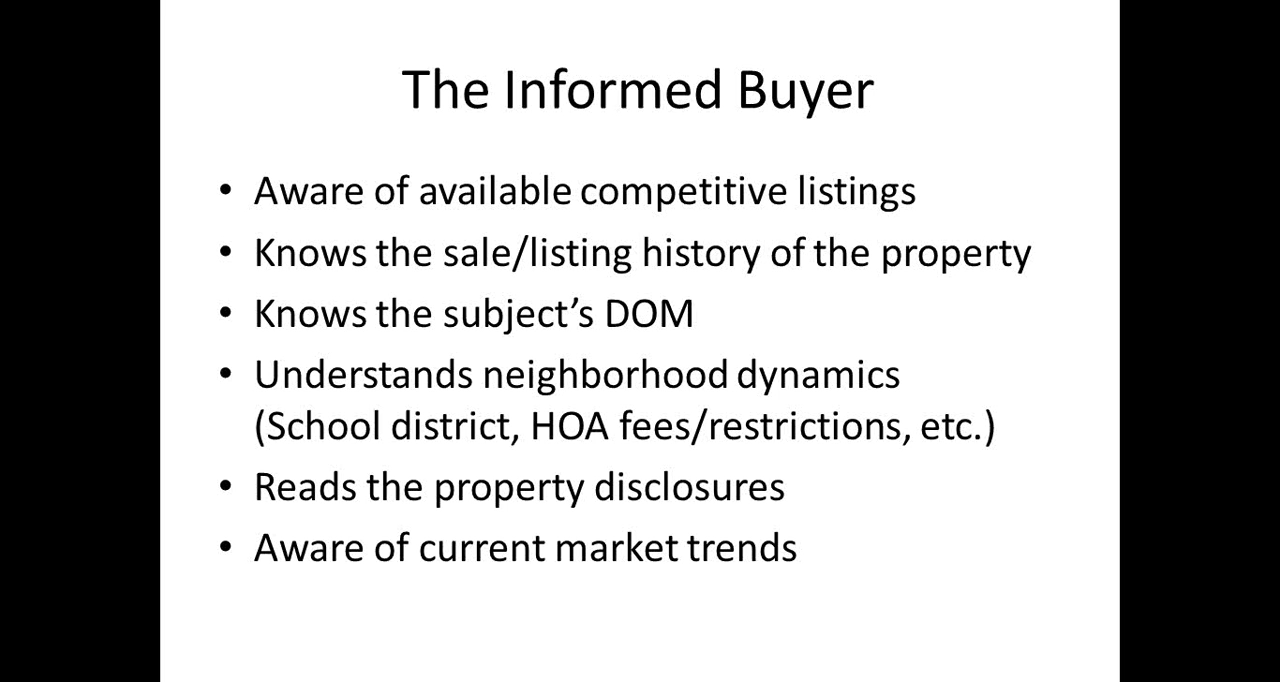 The Informed Buyer
• Aware of available competitive listings
• Knows the sale/listing history of the property
• Knows the subject’s DOM
• Understands neighborhood dynamics
(School district, HOA fees/restrictions, etc.)
• Reads the property disclosures
• Aware of current market trends